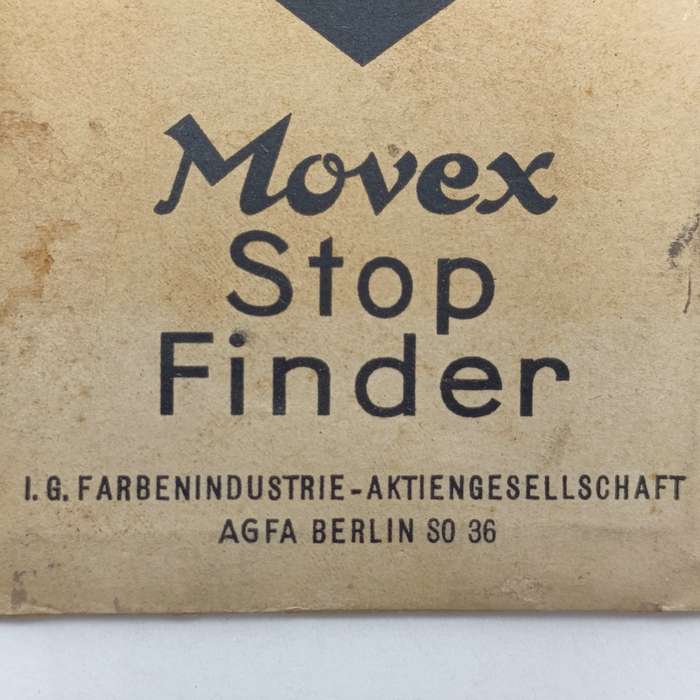 Movex
Stop
Finder
I. G. FARBENINDUSTRIE-AKTIENGESELLSCHAFT
AGFA BERLIN SO 36